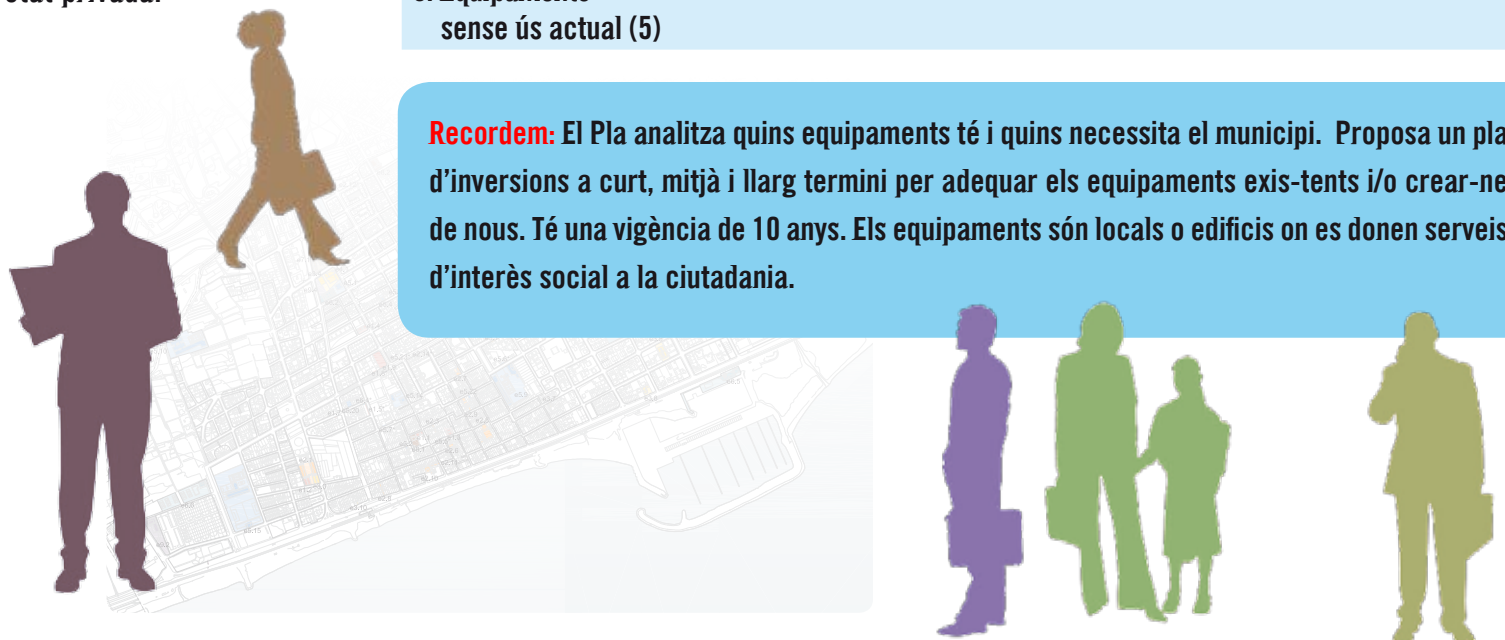 sense ús actual (5)
Recordem: El Pla analitza quins equipaments té i quins necessita el municipi. Proposa un pla
d'inversions a curt, mitjà i llarg termini per adequar els equipaments exis-tents i/o crear-ne
de nous. Té una vigència de 10 anys. Els equipaments són locals o edificis on es donen serveis
d'interès social a la ciutadania.